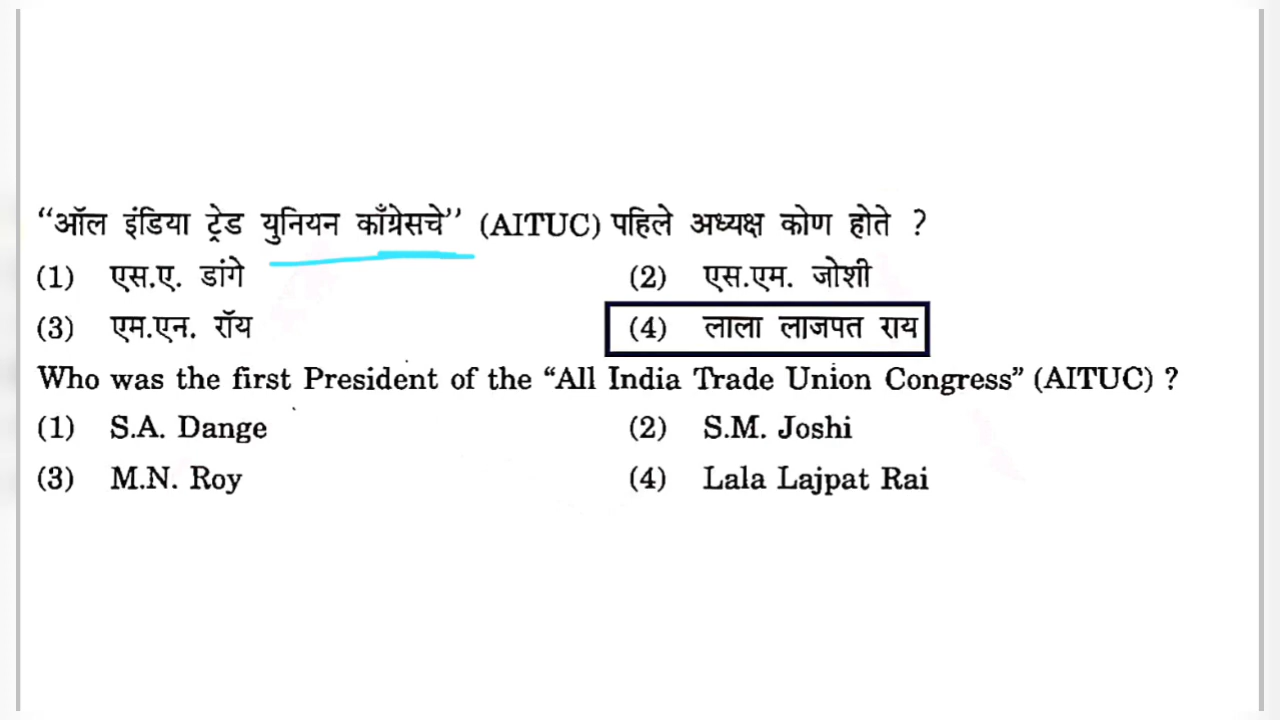 “ऑल इंडिया ट्रेड युनियन काँग्रेसचे” (AITUC) पहिले अध्यक्ष कोण होते ?
(1) एस.ए. डांगे (2) एस.एम. जोशी
(3) एम.एन. रॉय (4) लाला लाजपत राय
Who was the first President of the “All India Trade Union Congress” (AITUC) ?
(1) S.A. Dange (2) S.M. Joshi
(3) M.N. Roy (4) Lala Lajpat Rai